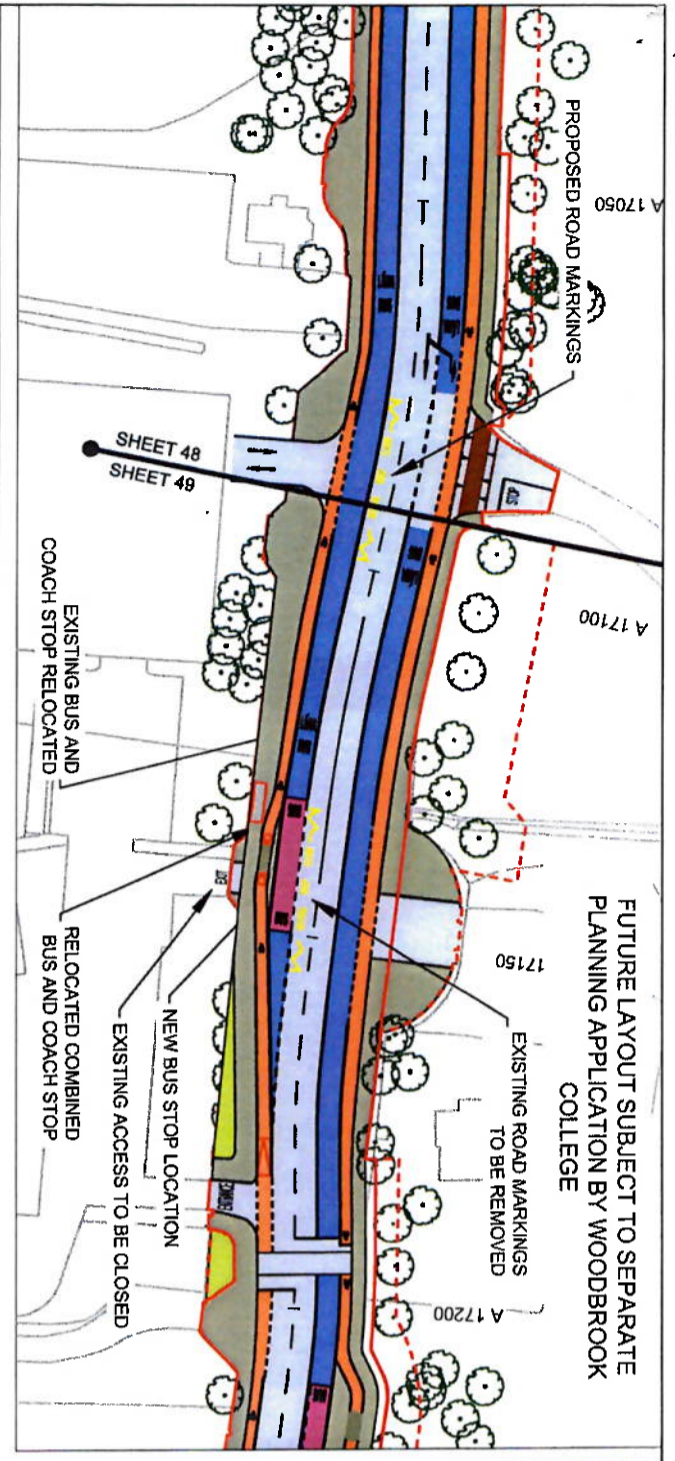 FUTURE LAYOUT SUBJECT TO SEPARATE
PLANNING APPLICATION BY WOODBROOK
COLLEGE
A 17050
PROPOSED ROAD MARKINGS
STOP
A 17100
17150
EXISTING ROAD MARKINGS
TO BE REMOVED
A 17200
SHEET 48
SHEET 49
EXISTING BUS AND
COACH STOP RELOCATED
EXIT
RELOCATED COMBINED
BUS AND COACH STOP
NEW BUS STOP LOCATION
EXISTING ACCESS TO BE CLOSED